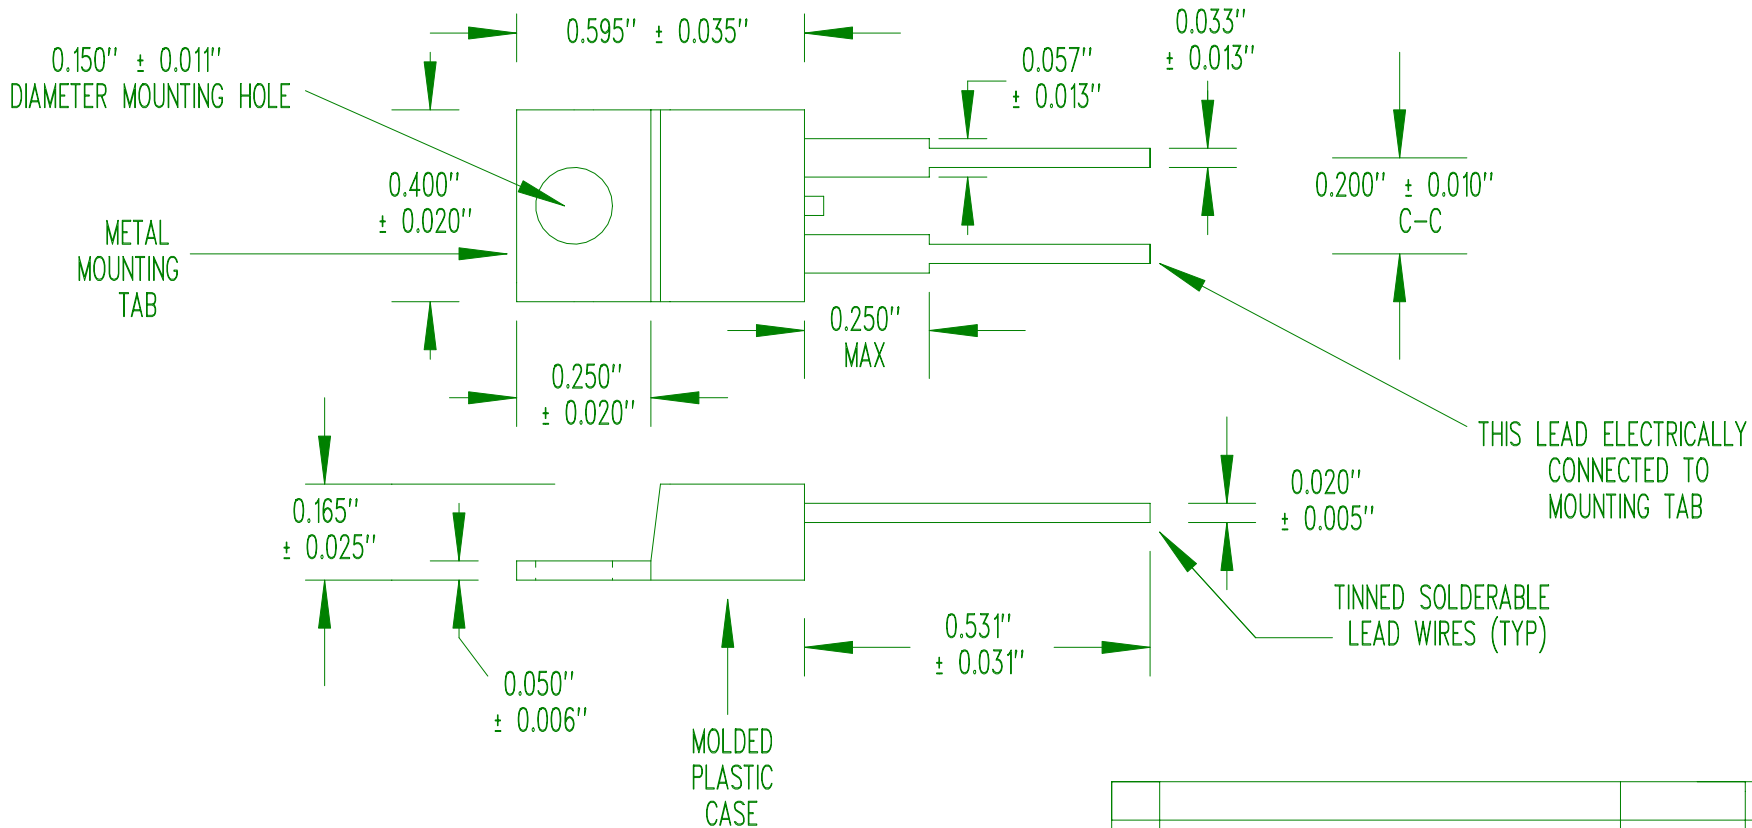 0.595" ± 0.035"
0.033"
± 0.013"
0.150" ± 0.011"
DIAMETER MOUNTING HOLE
0.057"
± 0.013"
0.400"
± 0.020"
0.200" ± 0.010"
C-C
METAL
MOUNTING
TAB
0.250"
MAX
0.250"
± 0.020"
THIS LEAD ELECTRICALLY
CONNECTED TO
MOUNTING TAB
0.165"
± 0.025"
0.020"
± 0.005"
TINNED SOLDERABLE
LEAD WIRES (TYP)
0.531"
± 0.031"
0.050"
± 0.006"
MOLDED
PLASTIC
CASE